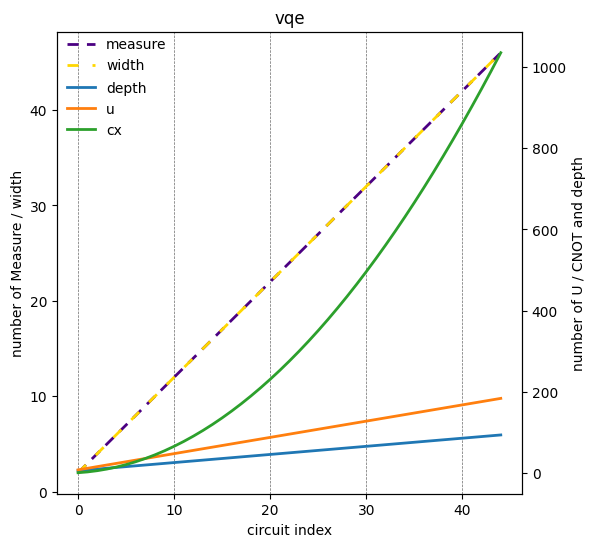 vqe
measure
width
depth
u
cx
number of Measure / width
0
10
20
30
40
number of U / CNOT and depth
0
200
400
600
800
1000
0
10
20
30
40
circuit index